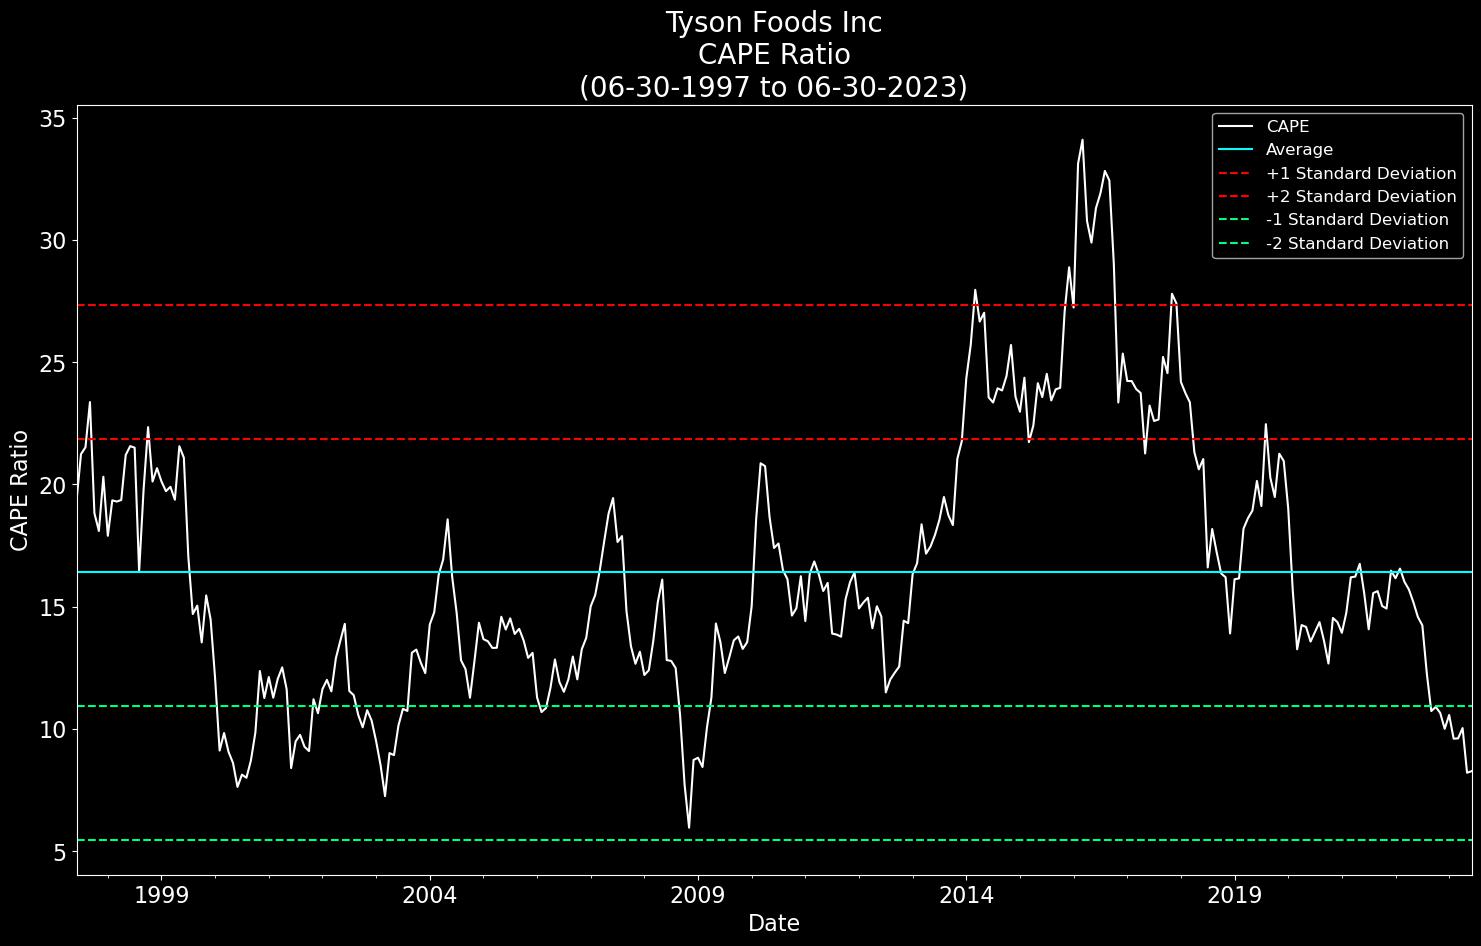 Tyson Foods Inc
CAPE Ratio
(06-30-1997 to 06-30-2023)
CAPE
Average
+1 Standard Deviation
+2 Standard Deviation
-1 Standard Deviation
-2 Standard Deviation
35
30
25
20
15
10
5
CAPE Ratio
1999 2004 2009 2014 2019
Date